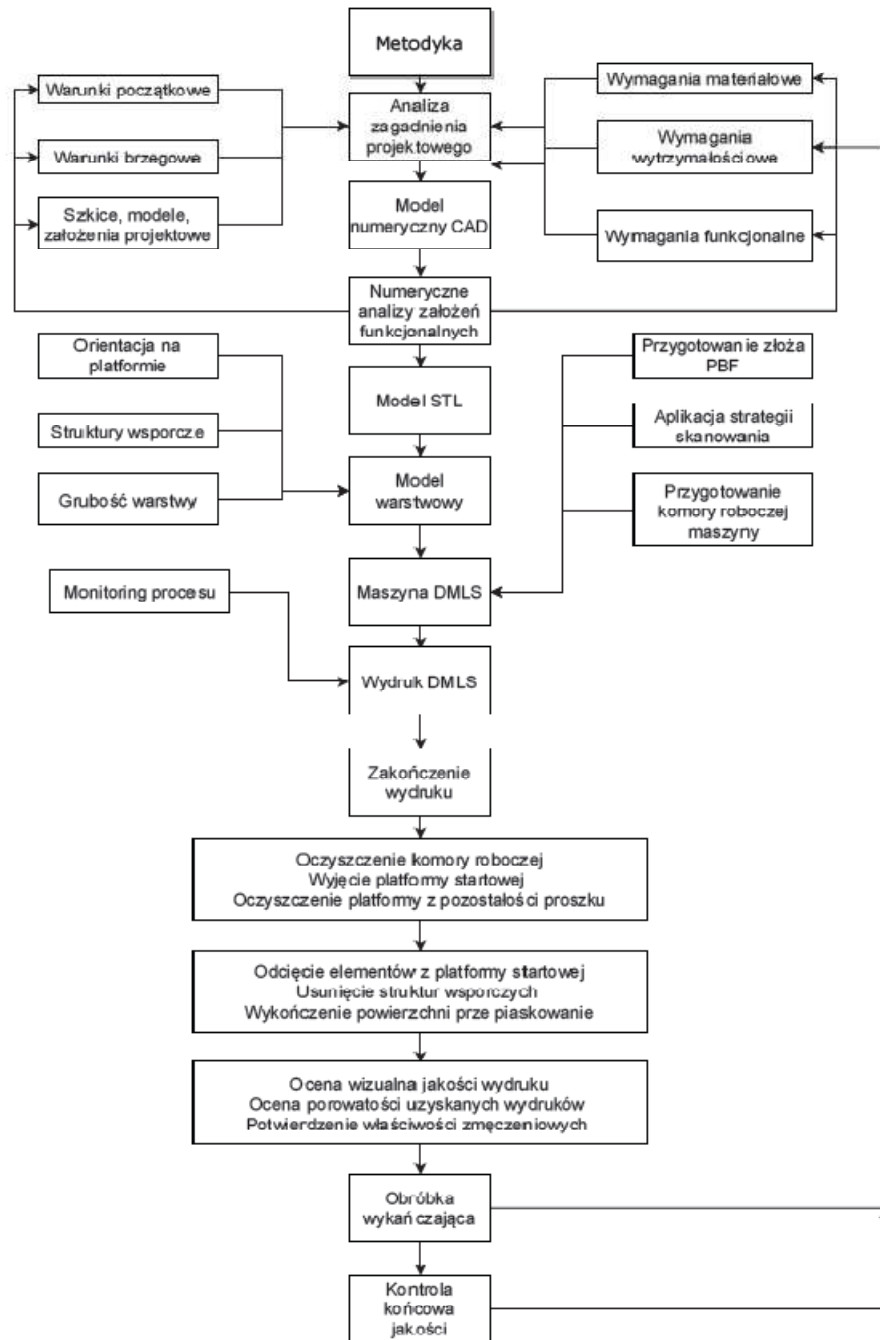 Metodyka
Warunki początkowe
Warunki brzegowe
Szkice, modele,
założenia projektowe
Analiza
zagadnienia
projektowego
Wymagania materiałowe
Wymagania
wytrzymałościowe
Wymagania funkcjonalne
Model
numeryczny CAD
Numeryczne
analizy założeń
funkcjonalnych
Orientacja na
platformie
Struktury wsporcze
Grubość warstwy
Model STL
Model
warstwowy
Przygotowanie złoża
PBF
Aplikacja strategii
skanowania
Przygotowanie
komory roboczej
maszyny
Maszyna DMLS
Monitoring procesu
Wydruk DMLS
Zakończenie
wydruku
Oczyszczenie komory roboczej
Wyjęcie platformy startowej
Oczyszczenie platformy z pozostałości proszku
Odcięcie elementów z platformy startowej
Usunięcie struktur wsporczych
Wykończenie powierzchni prze piaskowanie
Ocena wizualna jakości wydruku
Ocena porowatości uzyskanych wydruków
Potwierdzenie właściwości zmęczeniowych
Obróbka
wykańczająca
Kontrola
końcowa
jakości